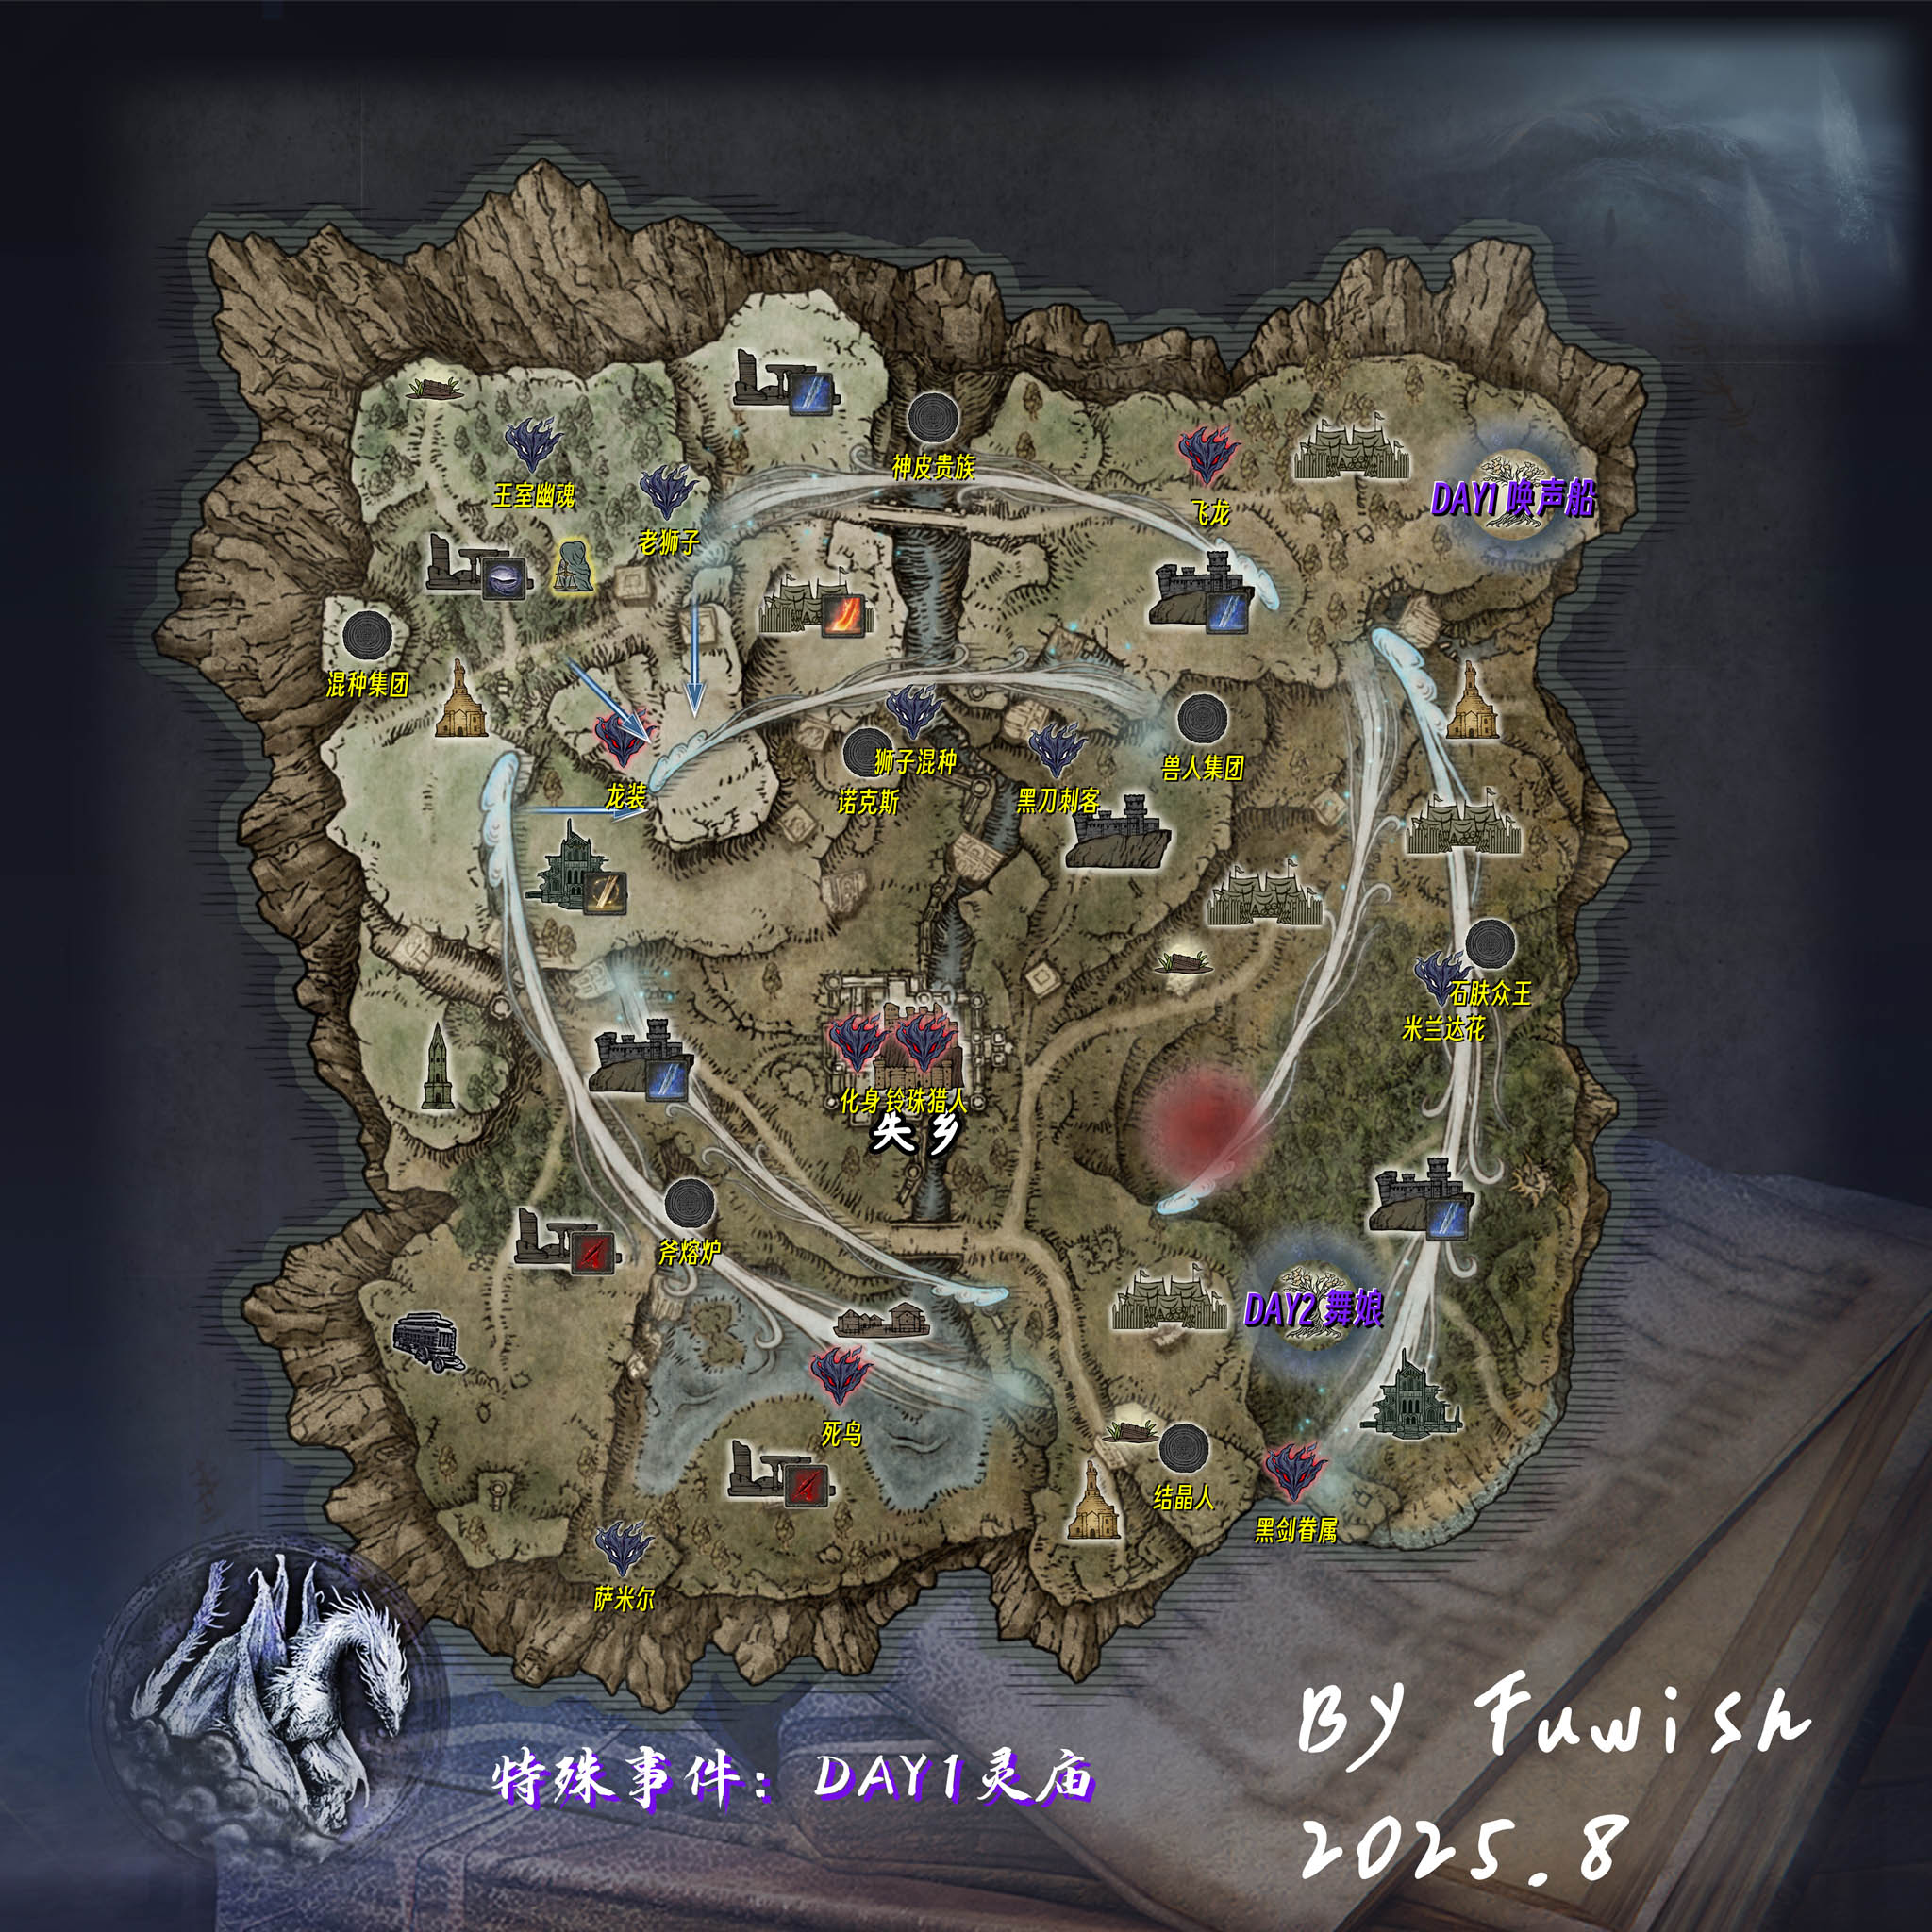 神皮贵族
王室幽魂
飞龙
DAY1 唤声船
老狮子
混种集团
狮子混种
兽人集团
龙装
诺克斯
黑刀刺客
石肤众王
米兰达花
化身 铃珠猎人
失乡
斧熔炉
DAY2 舞娘
死鸟
结晶人
黑剑眷属
萨米尔
特殊事件：DAY1灵庙
By Fuwish
2025.8